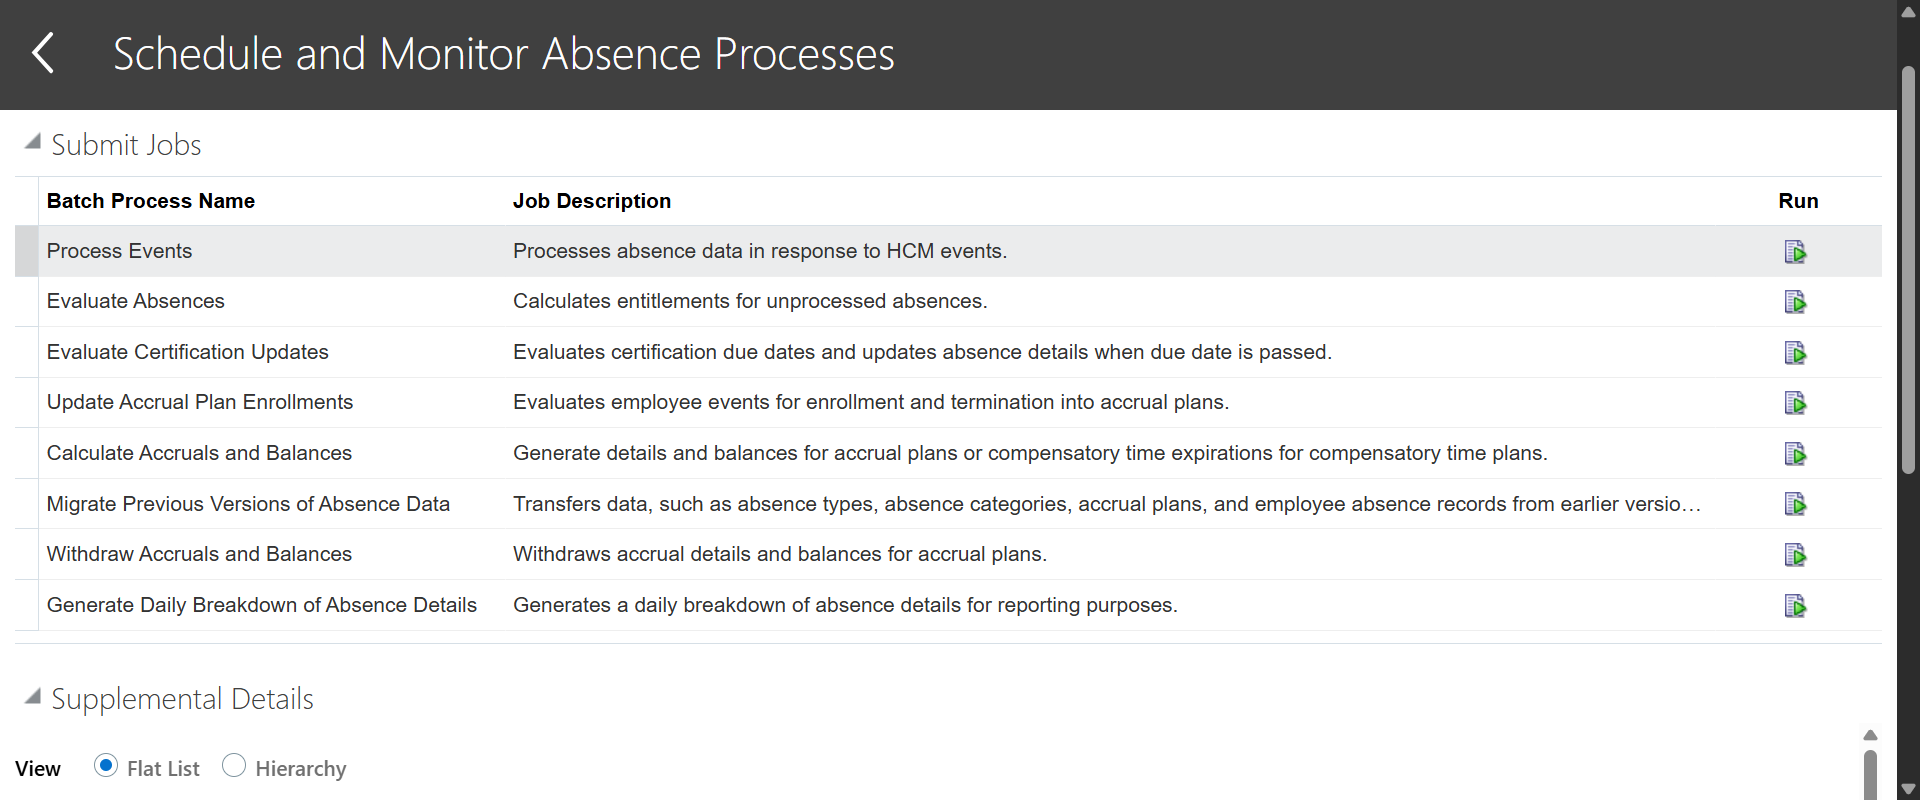 Schedule and Monitor Absence Processes
Submit Jobs
Batch Process Name Job Description Run
Process Events Processes absence data in response to HCM events.
Evaluate Absences Calculates entitlements for unprocessed absences.
Evaluate Certification Updates Evaluates certification due dates and updates absence details when due date is passed.
Update Accrual Plan Enrollments Evaluates employee events for enrollment and termination into accrual plans.
Calculate Accruals and Balances Generate details and balances for accrual plans or compensatory time expirations for compensatory time plans.
Migrate Previous Versions of Absence Data Transfers data, such as absence types, absence categories, accrual plans, and employee absence records from earlier versio…
Withdraw Accruals and Balances Withdraws accrual details and balances for accrual plans.
Generate Daily Breakdown of Absence Details Generates a daily breakdown of absence details for reporting purposes.
Supplemental Details
View Flat List Hierarchy